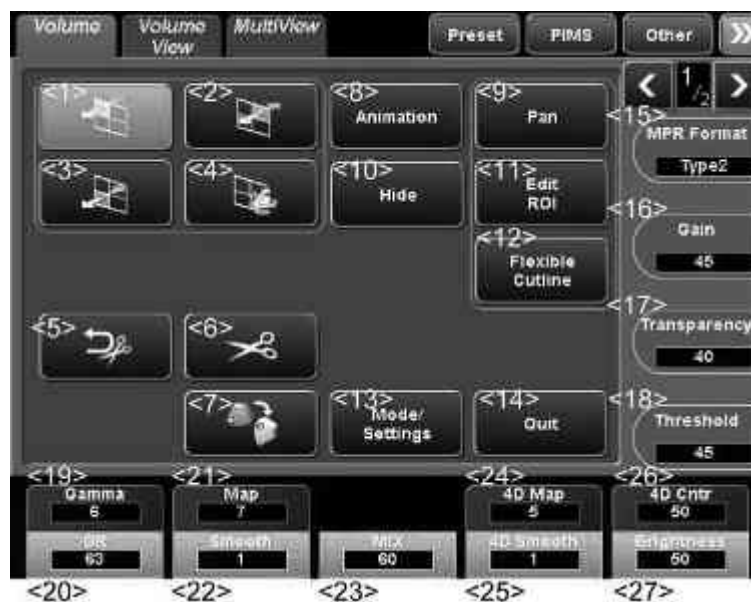 Volume Volume View MultiView Preset PIMS Other
<1> <2> <8> Animation <9> Pan
1/2
<15> MPR Format
Type2
<3> <4> <10> Hide <11> Edit ROI
<16> Gain
45
<12> Flexible Cutline
<5> <6>
<17> Transparency
40
<7> <13> Mode/ Settings <14> Quit
<18> Threshold
45
<19> <21> <24> <26>
Gamma Map 4D Map 4D Cntr
6 7 5 50
DR Smooth MIX 4D Smooth Brightness
63 1 60 1 50
<20> <22> <23> <25> <27>